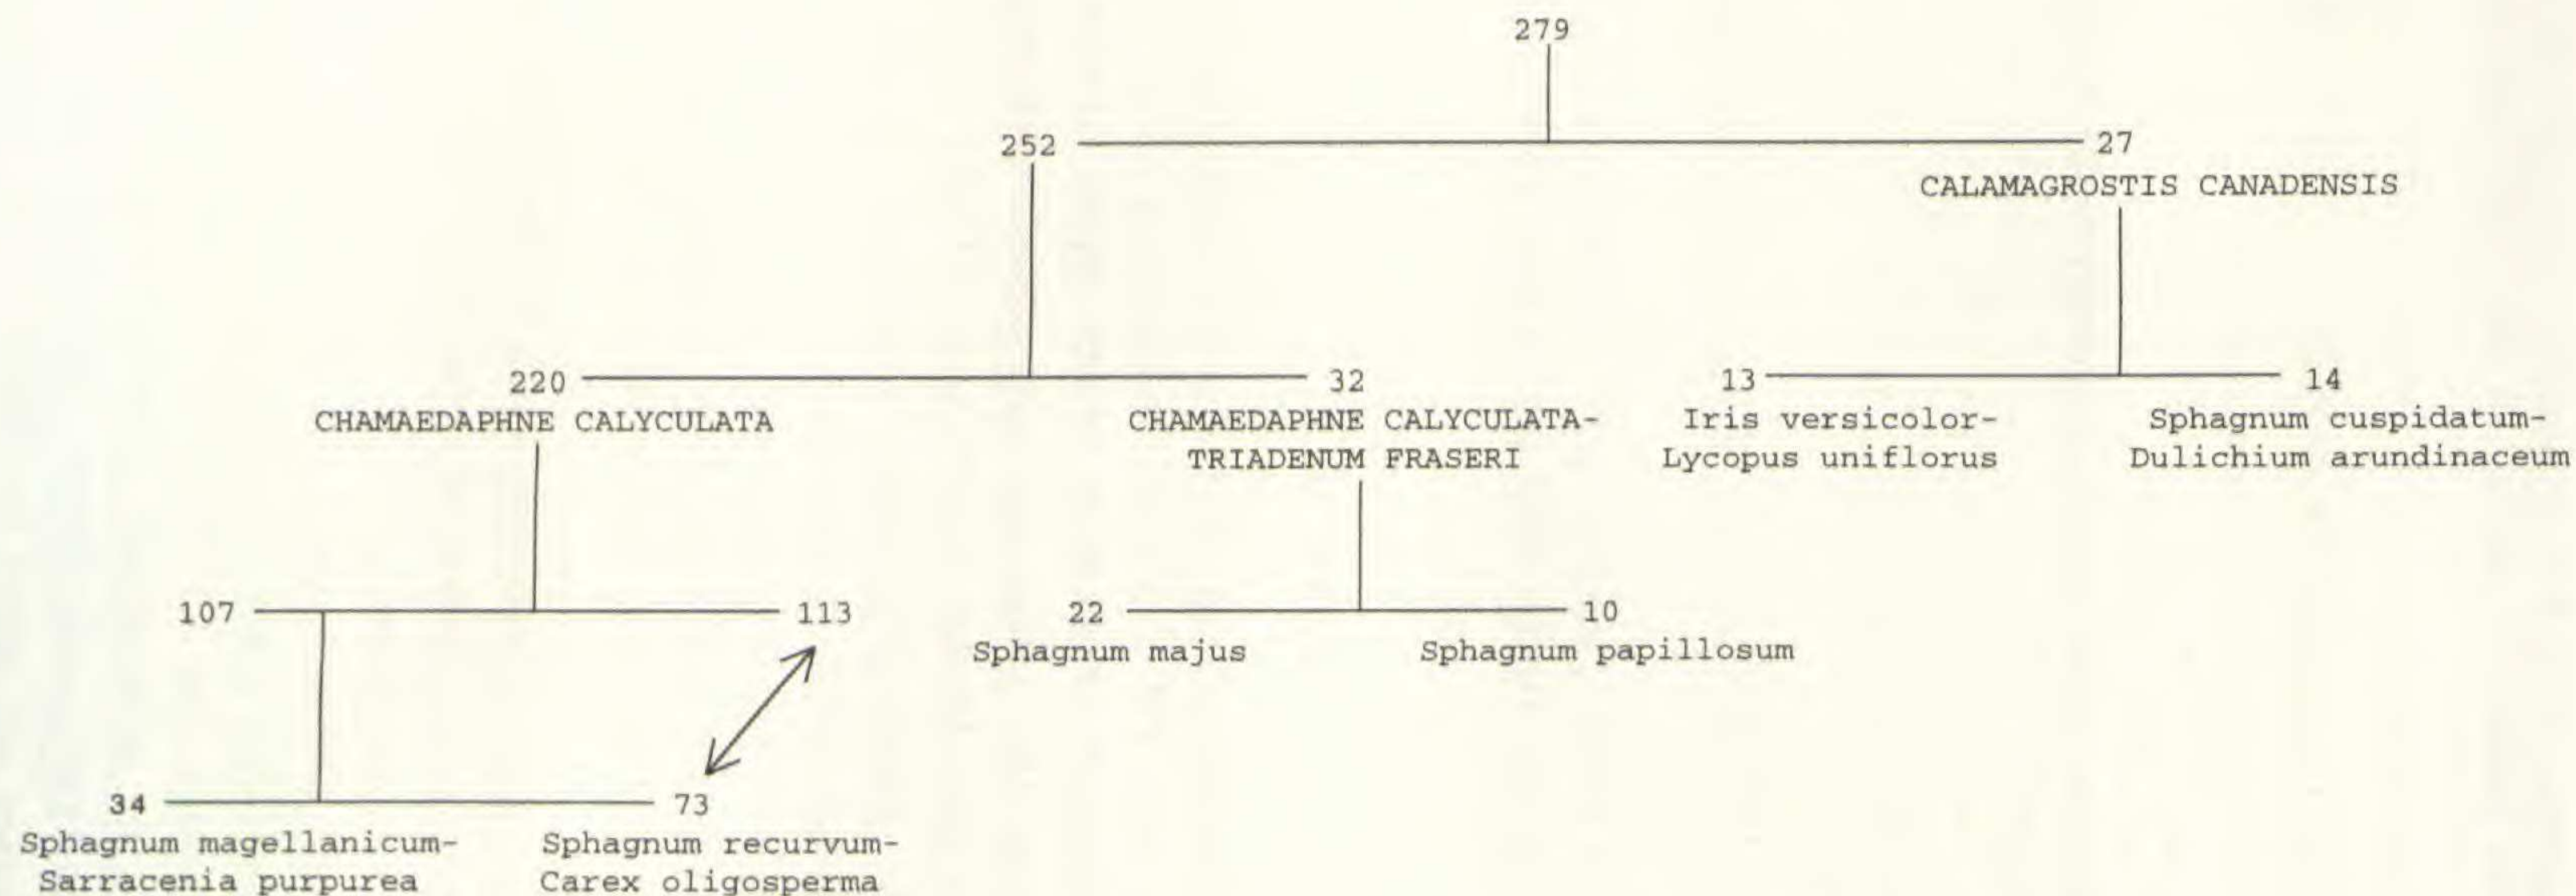 279
252
27
CALAMAGROSTIS CANADENSIS
220
CHAMAEDAPHNE CALYCULATA
32
CHAMAEDAPHNE CALYCULATA-
TRIADENUM FRASERI
13
Iris versicolor-
Lycopus uniflorus
14
Sphagnum cuspidatum-
Dulichium arundinaceum
107
113
22
Sphagnum majus
10
Sphagnum papillosum
34
Sphagnum magellanicum-
Sarracenia purpurea
73
Sphagnum recurvum-
Carex oligosperma